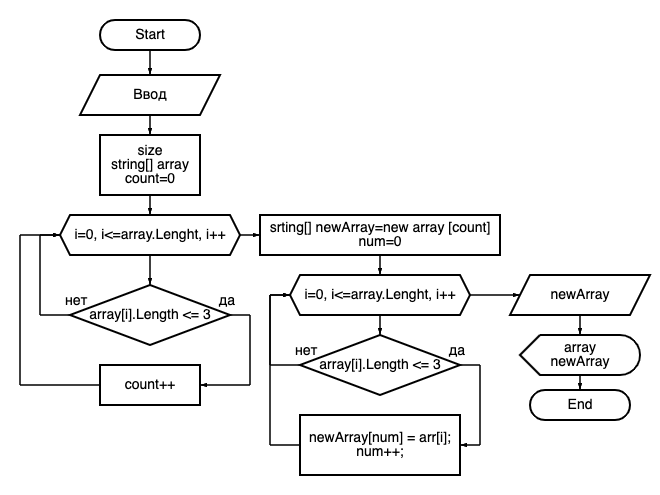 Start
Ввод
size
string[] array
count=0
i=0, i<=array.Lenght, i++
srting[] newArray=new array [count]
num=0
нет
да
array[i].Length <= 3
count++
i=0, i<=array.Lenght, i++
newArray
нет
да
array[i].Length <= 3
newArray[num] = arr[i];
num++;
array
newArray
End